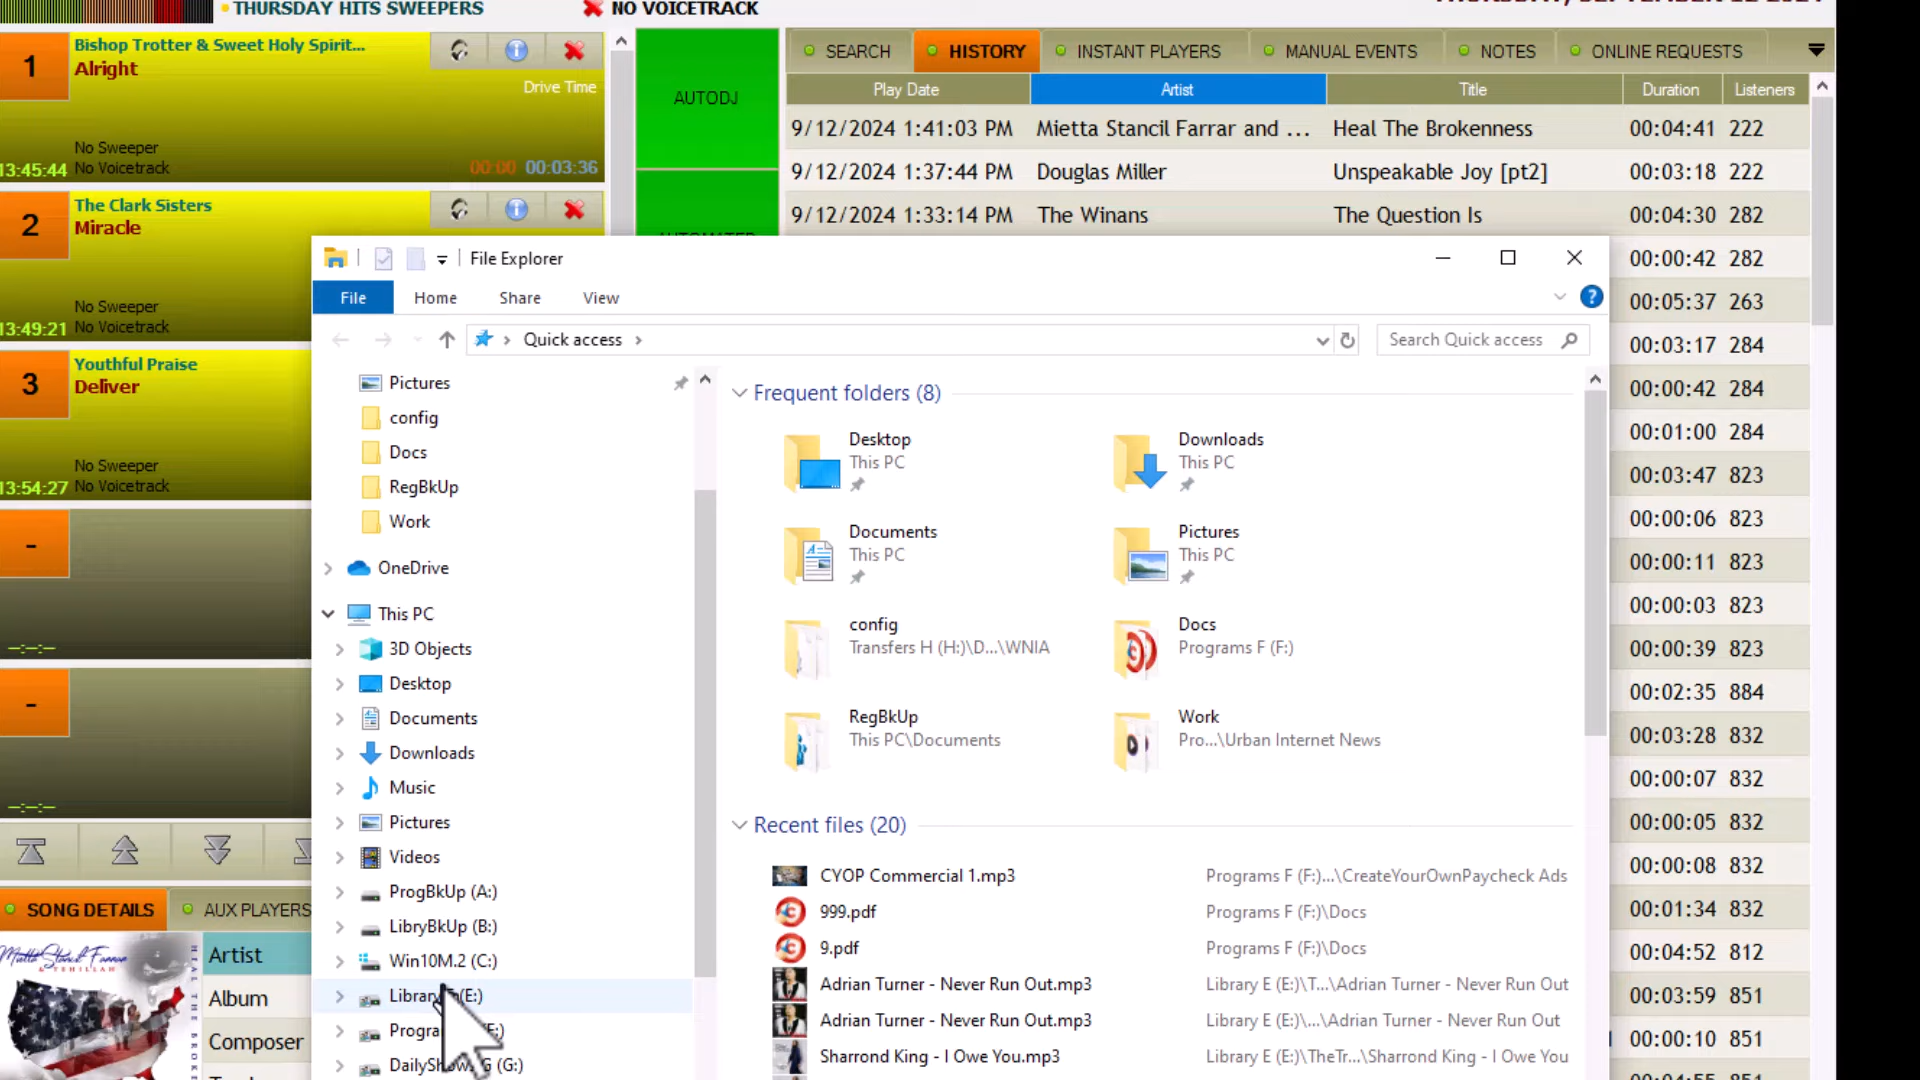 THURSDAY HITS SWEEPERS
NO VOICETRACK
1
Bishop Trotter & Sweet Holy Spirit...
Alright
Drive Time
No Sweeper
No Voicetrack
13:45:44
00:00 00:03:36
2
The Clark Sisters
Miracle
No Sweeper
No Voicetrack
13:49:21
3
Youthful Praise
Deliver
No Sweeper
No Voicetrack
13:54:27
-
--:--:--
-
--:--:--
SONG DETAILS
AUX PLAYERS
Artist
Album
Composer
AUTODJ
SEARCH
HISTORY
INSTANT PLAYERS
MANUAL EVENTS
NOTES
ONLINE REQUESTS
Play Date Artist Title Duration Listeners
9/12/2024 1:41:03 PM Mietta Stancil Farrar and ... Heal The Brokenness 00:04:41 222
9/12/2024 1:37:44 PM Douglas Miller Unspeakable Joy [pt2] 00:03:18 222
9/12/2024 1:33:14 PM The Winans The Question Is 00:04:30 282
00:00:42 282
00:05:37 263
00:03:17 284
00:00:42 284
00:01:00 284
00:03:47 823
00:00:06 823
00:00:11 823
00:00:03 823
00:00:39 823
00:02:35 884
00:03:28 832
00:00:07 832
00:00:05 832
00:00:08 832
00:01:34 832
00:04:52 812
00:03:59 851
00:00:10 851
File Explorer
File Home Share View
Quick access
Search Quick access
Pictures
config
Docs
RegBkUp
Work
OneDrive
This PC
3D Objects
Desktop
Documents
Downloads
Music
Pictures
Videos
ProgBkUp (A:)
LibryBkUp (B:)
Win10M.2 (C:)
Library (E:)
(G:)
Frequent folders (8)
Desktop
This PC
Downloads
This PC
Documents
This PC
Pictures
This PC
config
Transfers H (H:)\D...\WNIA
Docs
Programs F (F:)
RegBkUp
This PC\Documents
Work
Pro...\Urban Internet News
Recent files (20)
CYOP Commercial 1.mp3 Programs F (F:)...\CreateYourOwnPaycheck Ads
999.pdf Programs F (F:)\Docs
9.pdf Programs F (F:)\Docs
Adrian Turner - Never Run Out.mp3 Library E (E:)\T...\Adrian Turner - Never Run Out
Adrian Turner - Never Run Out.mp3 Library E (E:)\...\Adrian Turner - Never Run Out
Sharrond King - I Owe You.mp3 Library E (E:)\TheTr...\Sharrond King - I Owe You